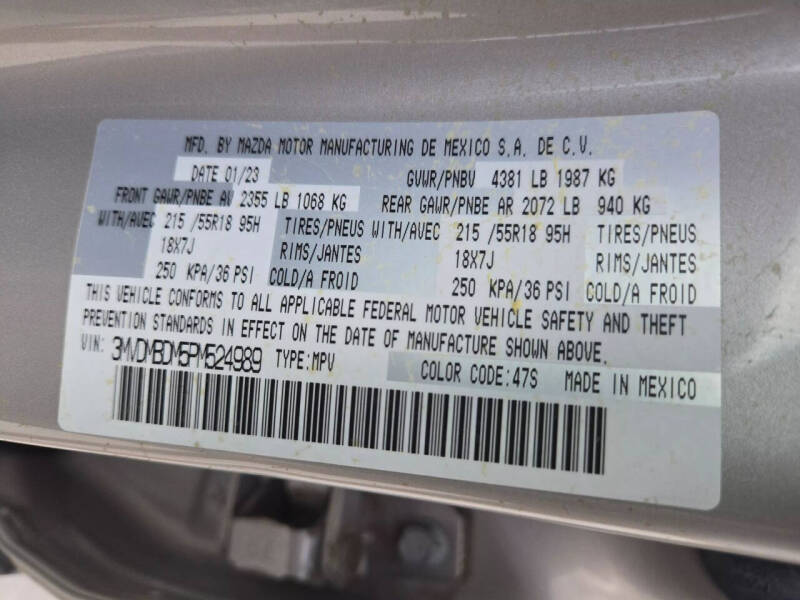 MFD. BY MAZDA MOTOR MANUFACTURING DE MEXICO S.A. DE C.V.
DATE 01/23 GVWR/PNBV 4381 LB 1987 KG
FRONT GAWR/PNBE AV 2355 LB 1068 KG REAR GAWR/PNBE AR 2072 LB 940 KG
WITH/AVEC 215 /55R18 95H TIRES/PNEUS WITH/AVEC 215 /55R18 95H TIRES/PNEUS
18X7J RIMS/JANTES 18X7J RIMS/JANTES
250 KPA/36 PSI COLD/A FROID 250 KPA/36 PSI COLD/A FROID
THIS VEHICLE CONFORMS TO ALL APPLICABLE FEDERAL MOTOR VEHICLE SAFETY AND THEFT
PREVENTION STANDARDS IN EFFECT ON THE DATE OF MANUFACTURE SHOWN ABOVE.
VIN: 3MVDMBDM5PM524989 TYPE:MPV COLOR CODE:47S MADE IN MEXICO